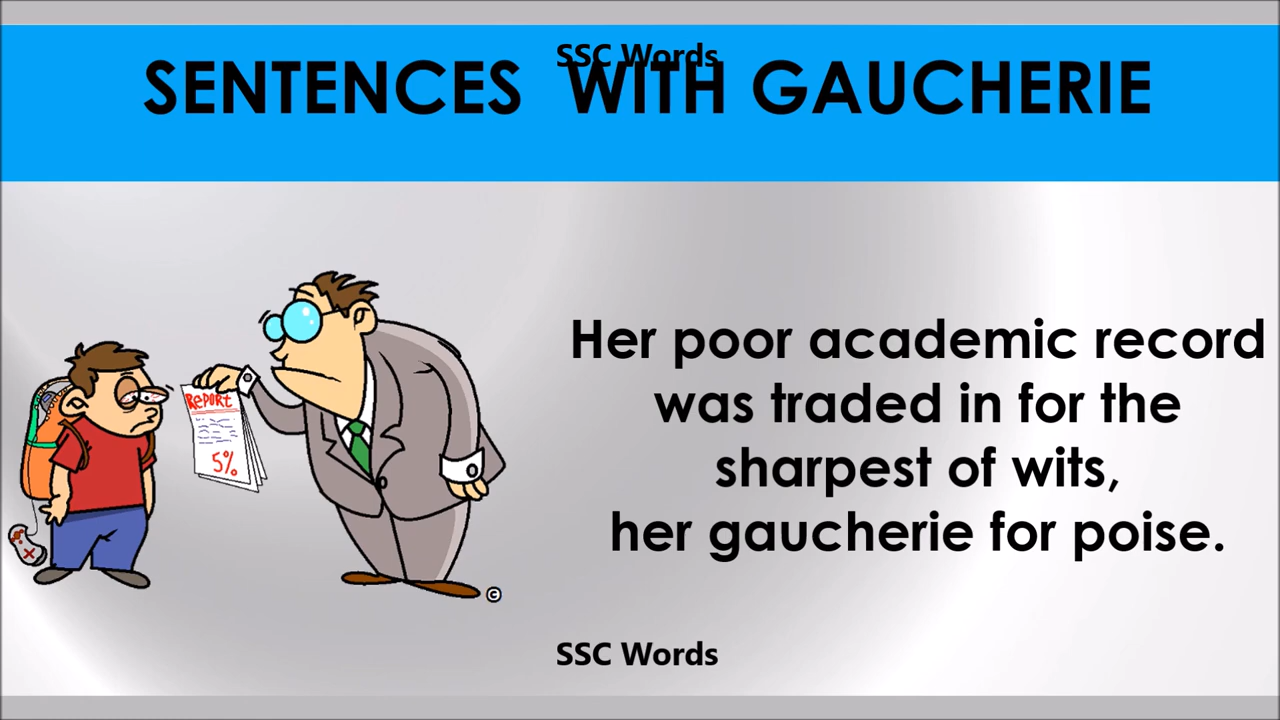 SSC Words
SENTENCES WITH GAUCHERIE
REPORT
5%
Her poor academic record
was traded in for the
sharpest of wits,
her gaucherie for poise.
©
SSC Words